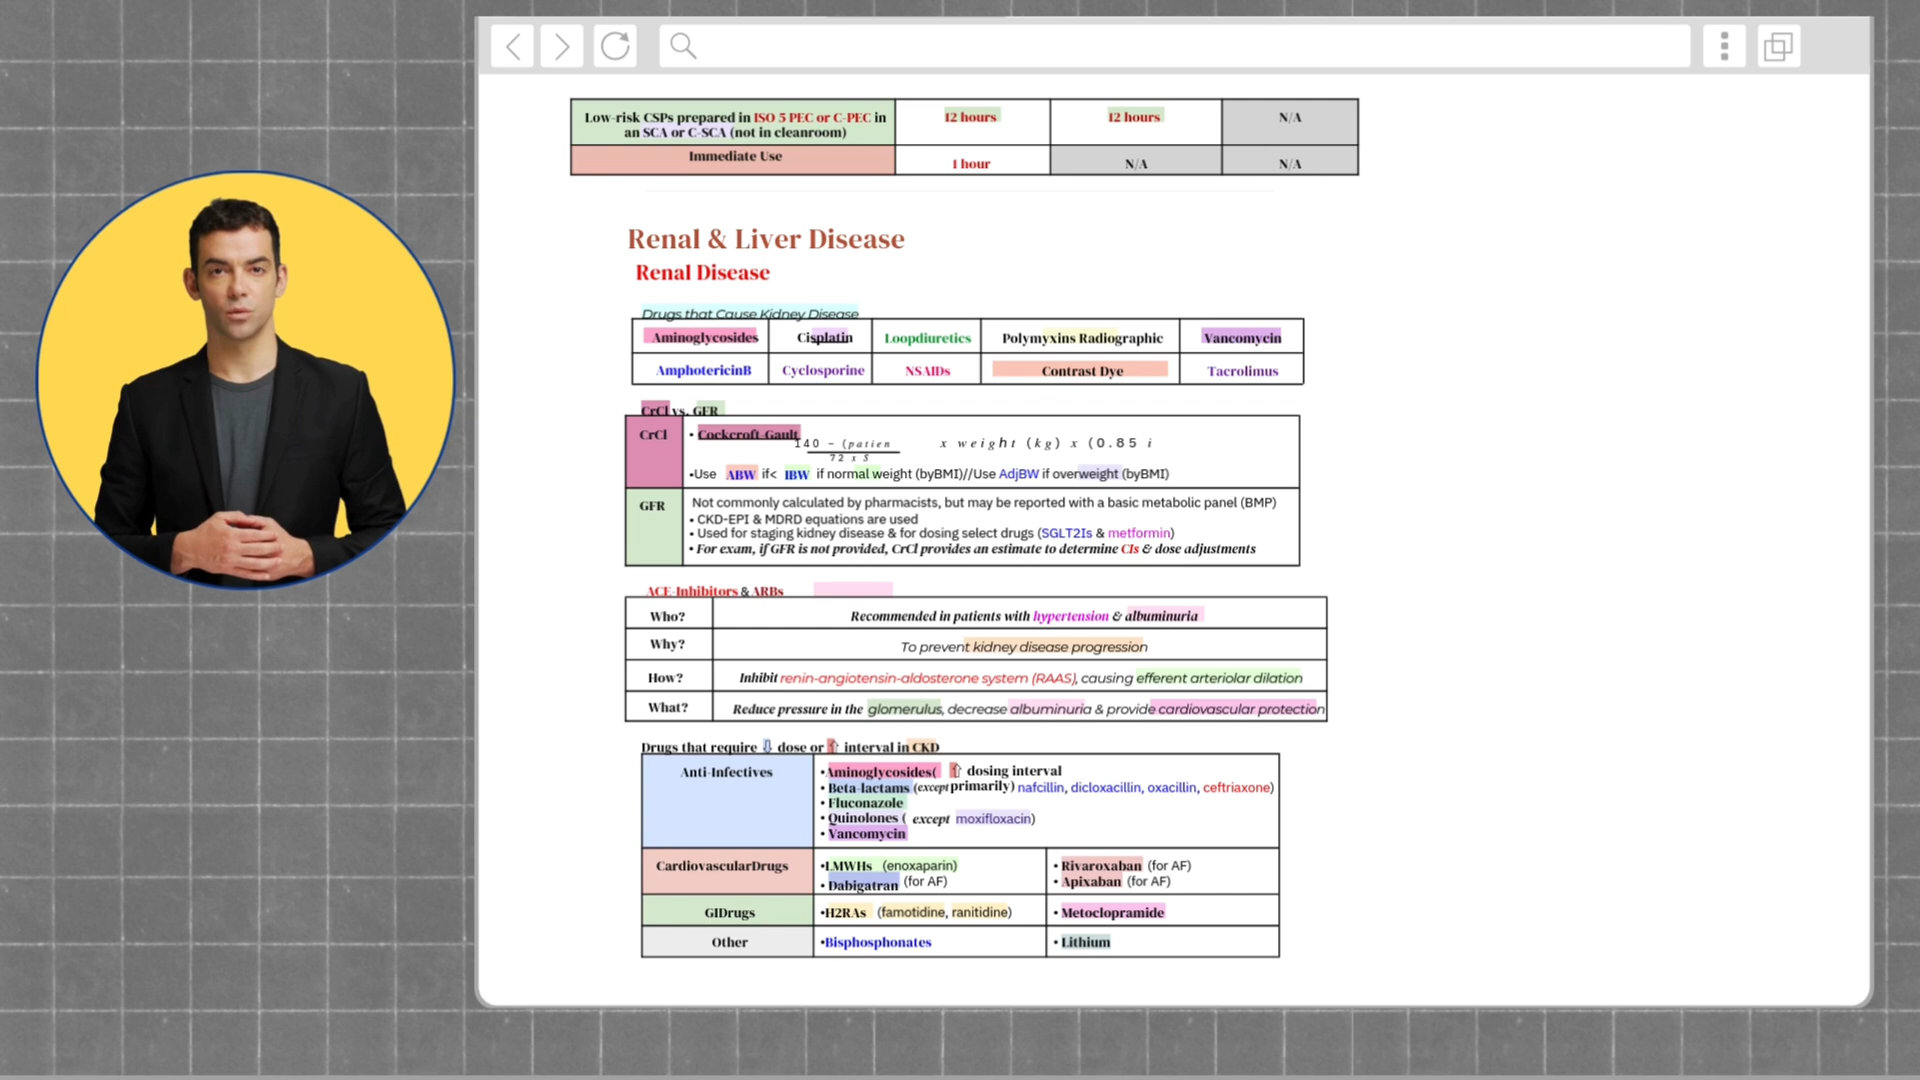 Low-risk CSPs prepared in ISO 5 PEC or C-PEC in an SCA or C-SCA (not in cleanroom) 12 hours 12 hours N/A
Immediate Use 1 hour N/A N/A
Renal & Liver Disease
Renal Disease
Drugs that Cause Kidney Disease
Aminoglycosides Cisplatin Loopdiuretics Polymyxins Radiographic Vancomycin
AmphotericinB Cyclosporine NSAIDs Contrast Dye Tacrolimus
CrCl vs. GFR
CrCl • Cockcroft-Gault
140 - (patien x weight (kg) x (0.85 i
72 x S
•Use ABW if< IBW if normal weight (byBMI)//Use AdjBW if overweight (byBMI)
GFR Not commonly calculated by pharmacists, but may be reported with a basic metabolic panel (BMP)
• CKD-EPI & MDRD equations are used
• Used for staging kidney disease & for dosing select drugs (SGLT2Is & metformin)
• For exam, if GFR is not provided, CrCl provides an estimate to determine CIs & dose adjustments
ACE-Inhibitors & ARBs
Who? Recommended in patients with hypertension & albuminuria
Why? To prevent kidney disease progression
How? Inhibit renin-angiotensin-aldosterone system (RAAS), causing efferent arteriolar dilation
What? Reduce pressure in the glomerulus, decrease albuminuria & provide cardiovascular protection
Drugs that require ⇩ dose or ⇧ interval in CKD
Anti-Infectives •Aminoglycosides( ⇧ dosing interval
• Beta-lactams (except primarily) nafcillin, dicloxacillin, oxacillin, ceftriaxone)
• Fluconazole
• Quinolones ( except moxifloxacin)
• Vancomycin
CardiovascularDrugs •LMWHs (enoxaparin) • Rivaroxaban (for AF)
• Dabigatran (for AF) • Apixaban (for AF)
GIDrugs •H2RAs (famotidine, ranitidine) • Metoclopramide
Other •Bisphosphonates • Lithium